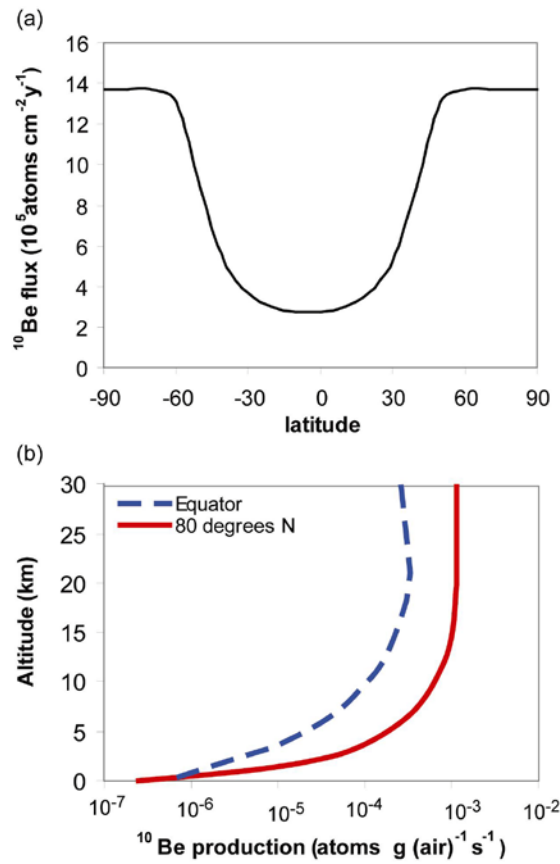 (a)
¹⁰Be flux (10⁵atoms cm⁻²y⁻¹)
16
14
12
10
8
6
4
2
0
-90 -60 -30 0 30 60 90
latitude
(b)
Altitude (km)
30
25
20
15
10
5
0
Equator
80 degrees N
10⁻⁷ 10⁻⁶ 10⁻⁵ 10⁻⁴ 10⁻³ 10⁻²
¹⁰Be production (atoms g (air)⁻¹ s⁻¹)